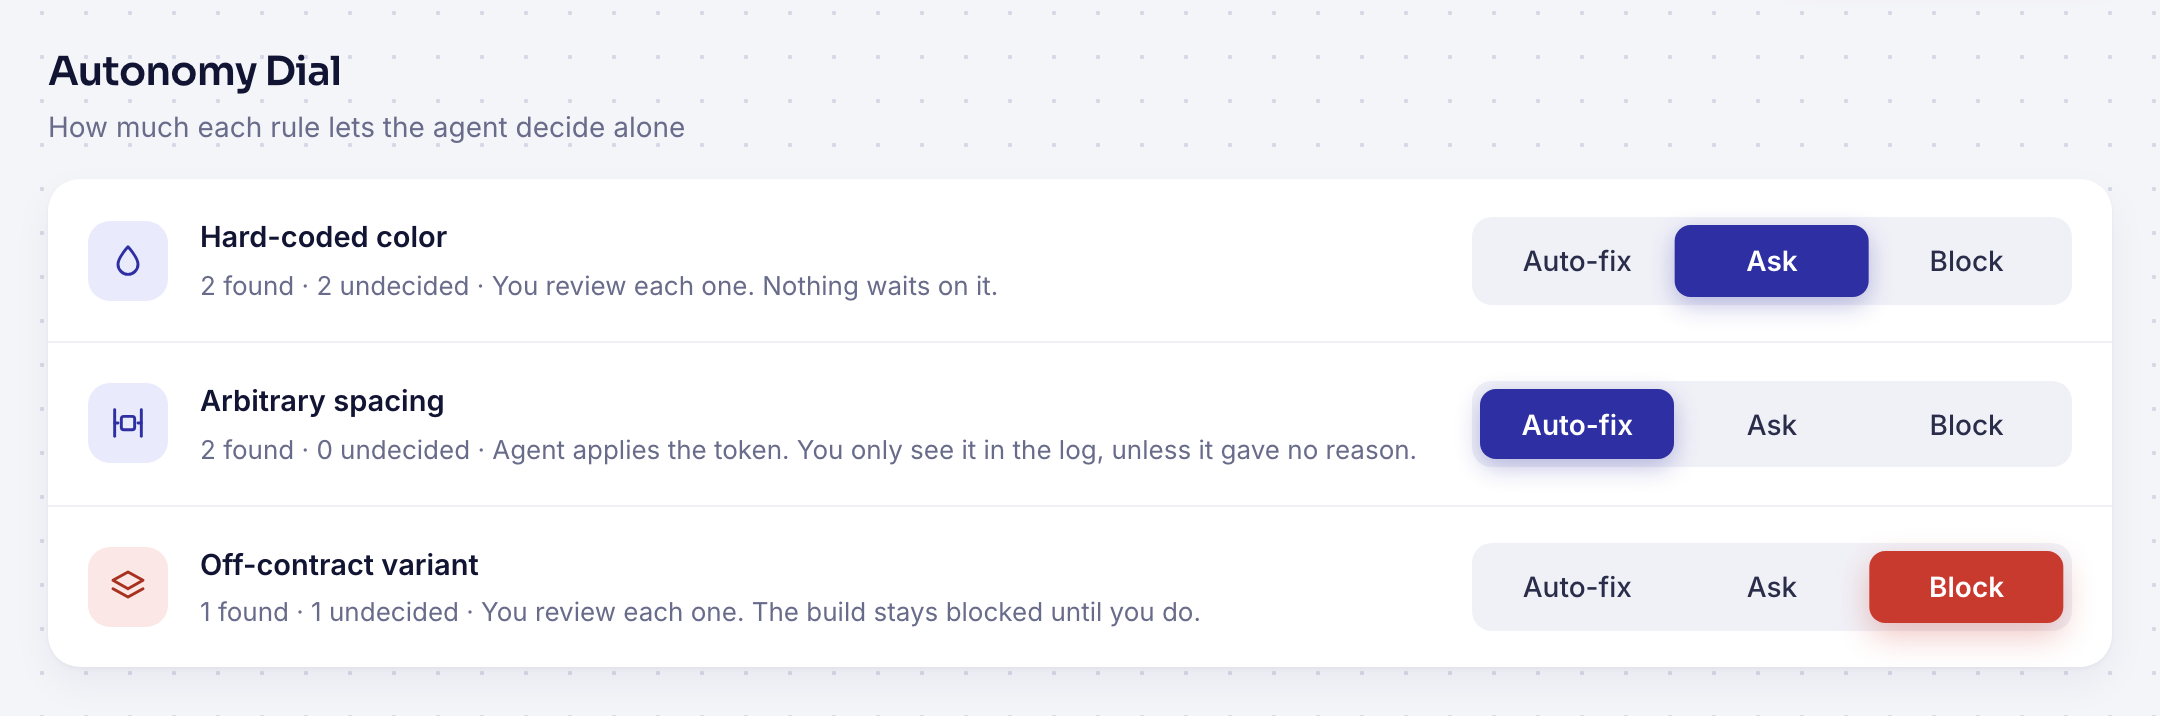 Autonomy Dial
How much each rule lets the agent decide alone
Hard-coded color
2 found · 2 undecided · You review each one. Nothing waits on it.
Auto-fix Ask Block
Arbitrary spacing
2 found · 0 undecided · Agent applies the token. You only see it in the log, unless it gave no reason.
Auto-fix Ask Block
Off-contract variant
1 found · 1 undecided · You review each one. The build stays blocked until you do.
Auto-fix Ask Block